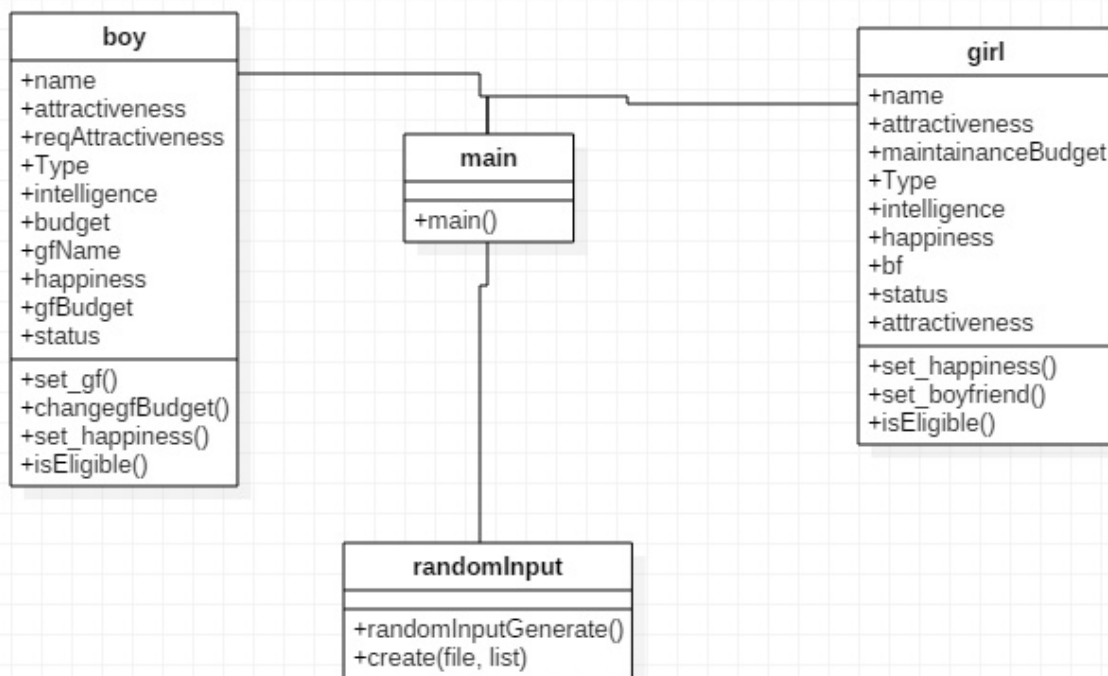 boy
+name
+attractiveness
+reqAttractiveness
+Type
+intelligence
+budget
+gfName
+happiness
+gfBudget
+status
+set_gf()
+changegfBudget()
+set_happiness()
+isEligible()
main
+main()
girl
+name
+attractiveness
+maintainanceBudget
+Type
+intelligence
+happiness
+bf
+status
+attractiveness
+set_happiness()
+set_boyfriend()
+isEligible()
randomInput
+randomInputGenerate()
+create(file, list)